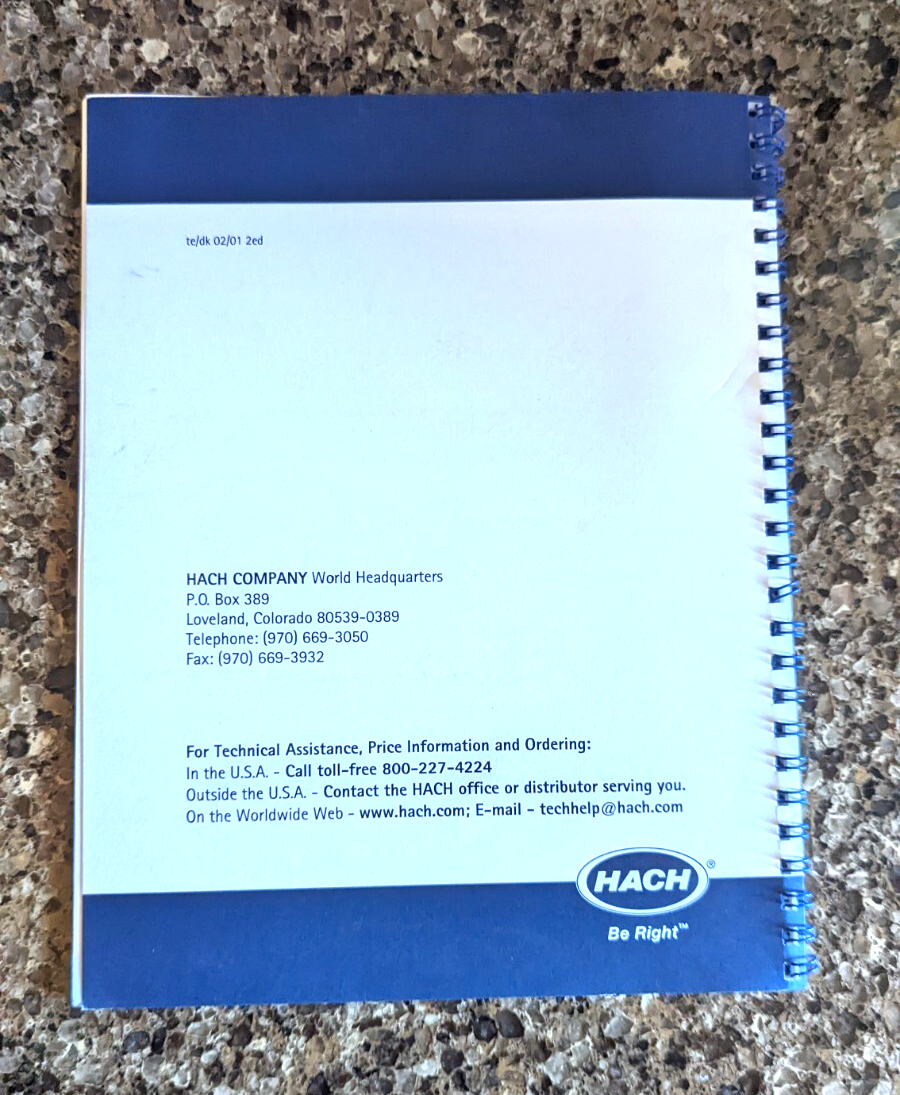 te/dk 02/01 2ed
HACH COMPANY World Headquarters
P.O. Box 389
Loveland, Colorado 80539-0389
Telephone: (970) 669-3050
Fax: (970) 669-3932
For Technical Assistance, Price Information and Ordering:
In the U.S.A. - Call toll-free 800-227-4224
Outside the U.S.A. - Contact the HACH office or distributor serving you.
On the Worldwide Web - www.hach.com; E-mail - techhelp@hach.com
HACH®
Be Right™